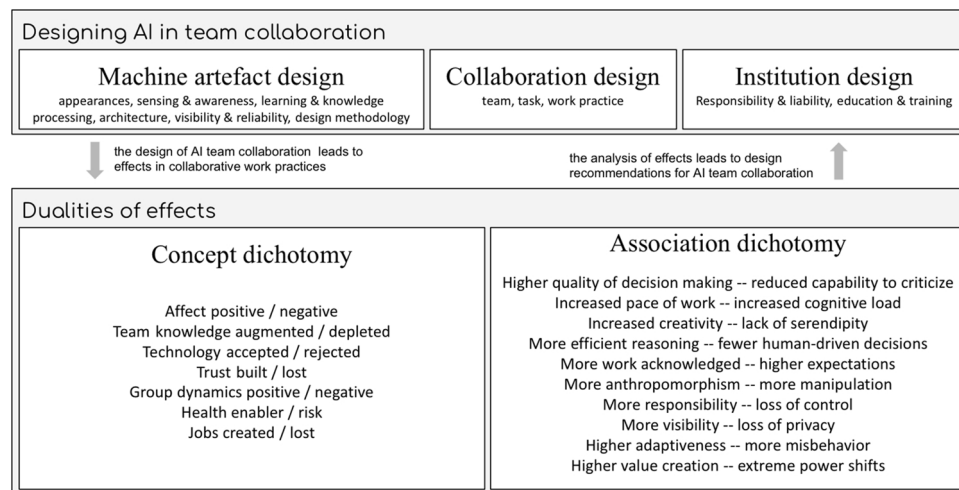 Designing AI in team collaboration
Machine artefact design
appearances, sensing & awareness, learning & knowledge
processing, architecture, visibility & reliability, design methodology
Collaboration design
team, task, work practice
Institution design
Responsibility & liability, education & training
the design of AI team collaboration leads to
effects in collaborative work practices
the analysis of effects leads to design
recommendations for AI team collaboration
Dualities of effects
Concept dichotomy
Affect positive / negative
Team knowledge augmented / depleted
Technology accepted / rejected
Trust built / lost
Group dynamics positive / negative
Health enabler / risk
Jobs created / lost
Association dichotomy
Higher quality of decision making -- reduced capability to criticize
Increased pace of work -- increased cognitive load
Increased creativity -- lack of serendipity
More efficient reasoning -- fewer human-driven decisions
More work acknowledged -- higher expectations
More anthropomorphism -- more manipulation
More responsibility -- loss of control
More visibility -- loss of privacy
Higher adaptiveness -- more misbehavior
Higher value creation -- extreme power shifts